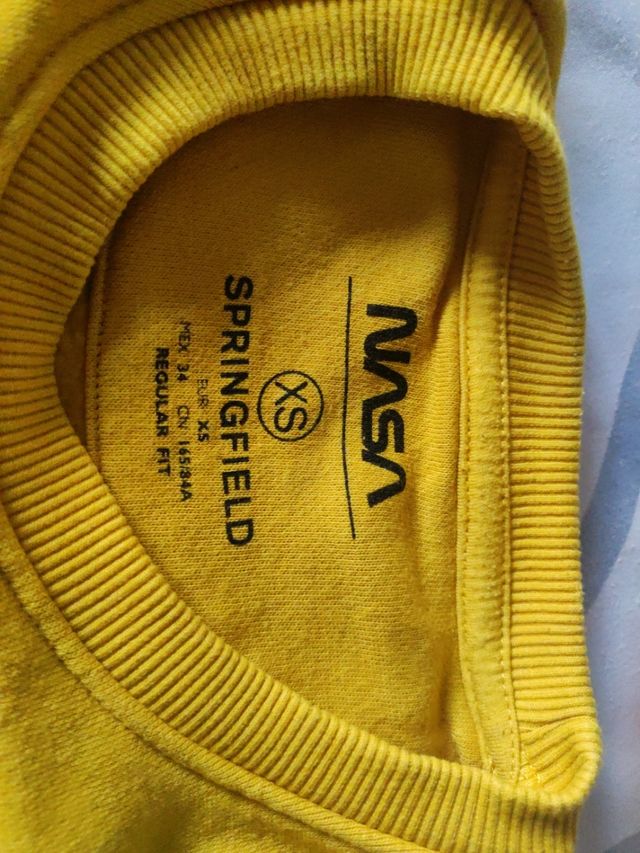 NASA
XS
SPRINGFIELD
EUR XS
MEX 34 CN 165/84A
REGULAR FIT